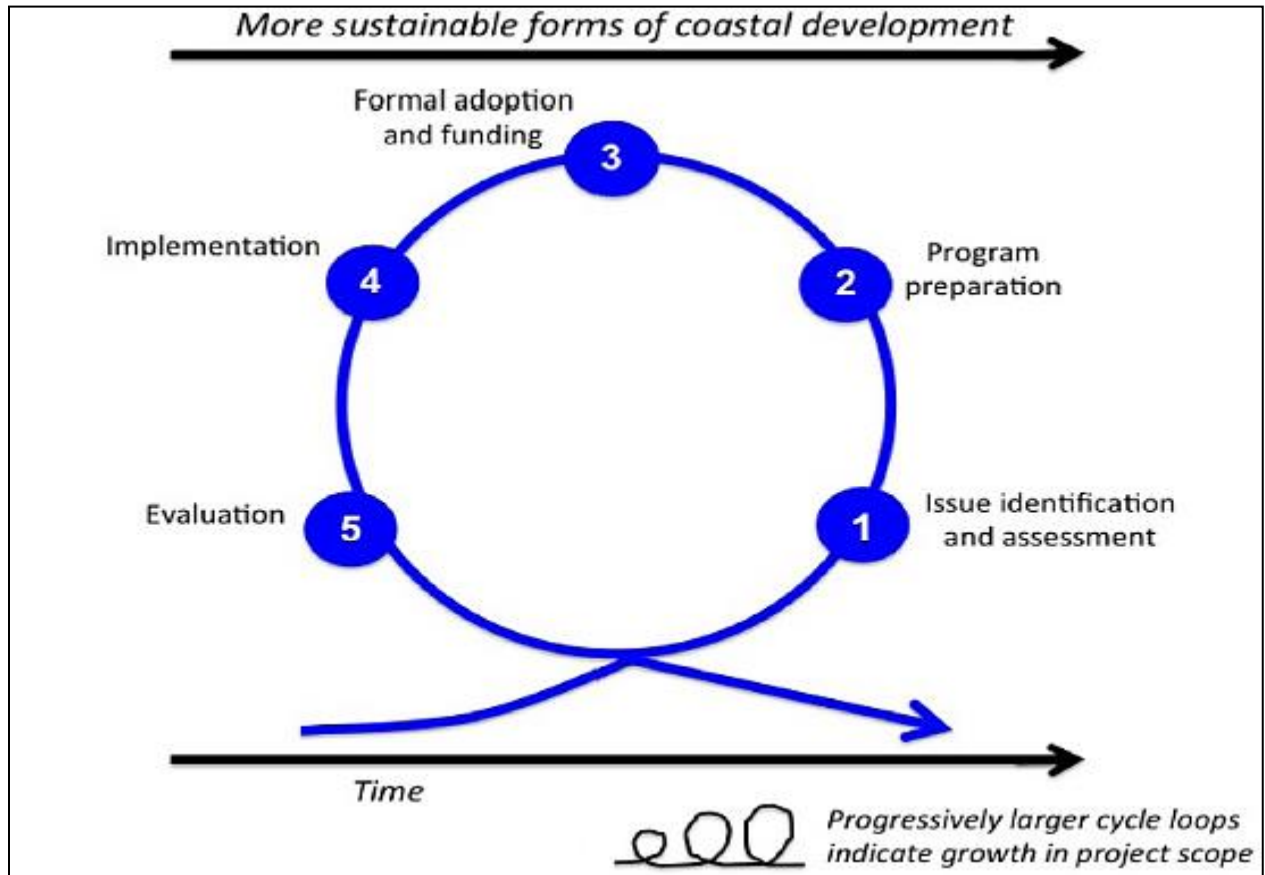 More sustainable forms of coastal development
Formal adoption
and funding
3
Implementation
4
2
Program
preparation
Evaluation
5
1
Issue identification
and assessment
Time
Progressively larger cycle loops
indicate growth in project scope